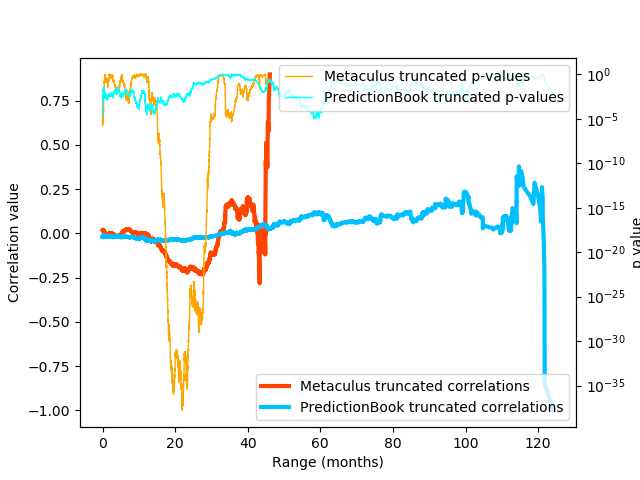 Metaculus truncated p-values
PredictionBook truncated p-values
Metaculus truncated correlations
PredictionBook truncated correlations
Correlation value
0.75
0.50
0.25
0.00
−0.25
−0.50
−0.75
−1.00
10⁰
10⁻⁵
10⁻¹⁰
10⁻¹⁵
10⁻²⁰
10⁻²⁵
10⁻³⁰
10⁻³⁵
p value
0 20 40 60 80 100 120
Range (months)